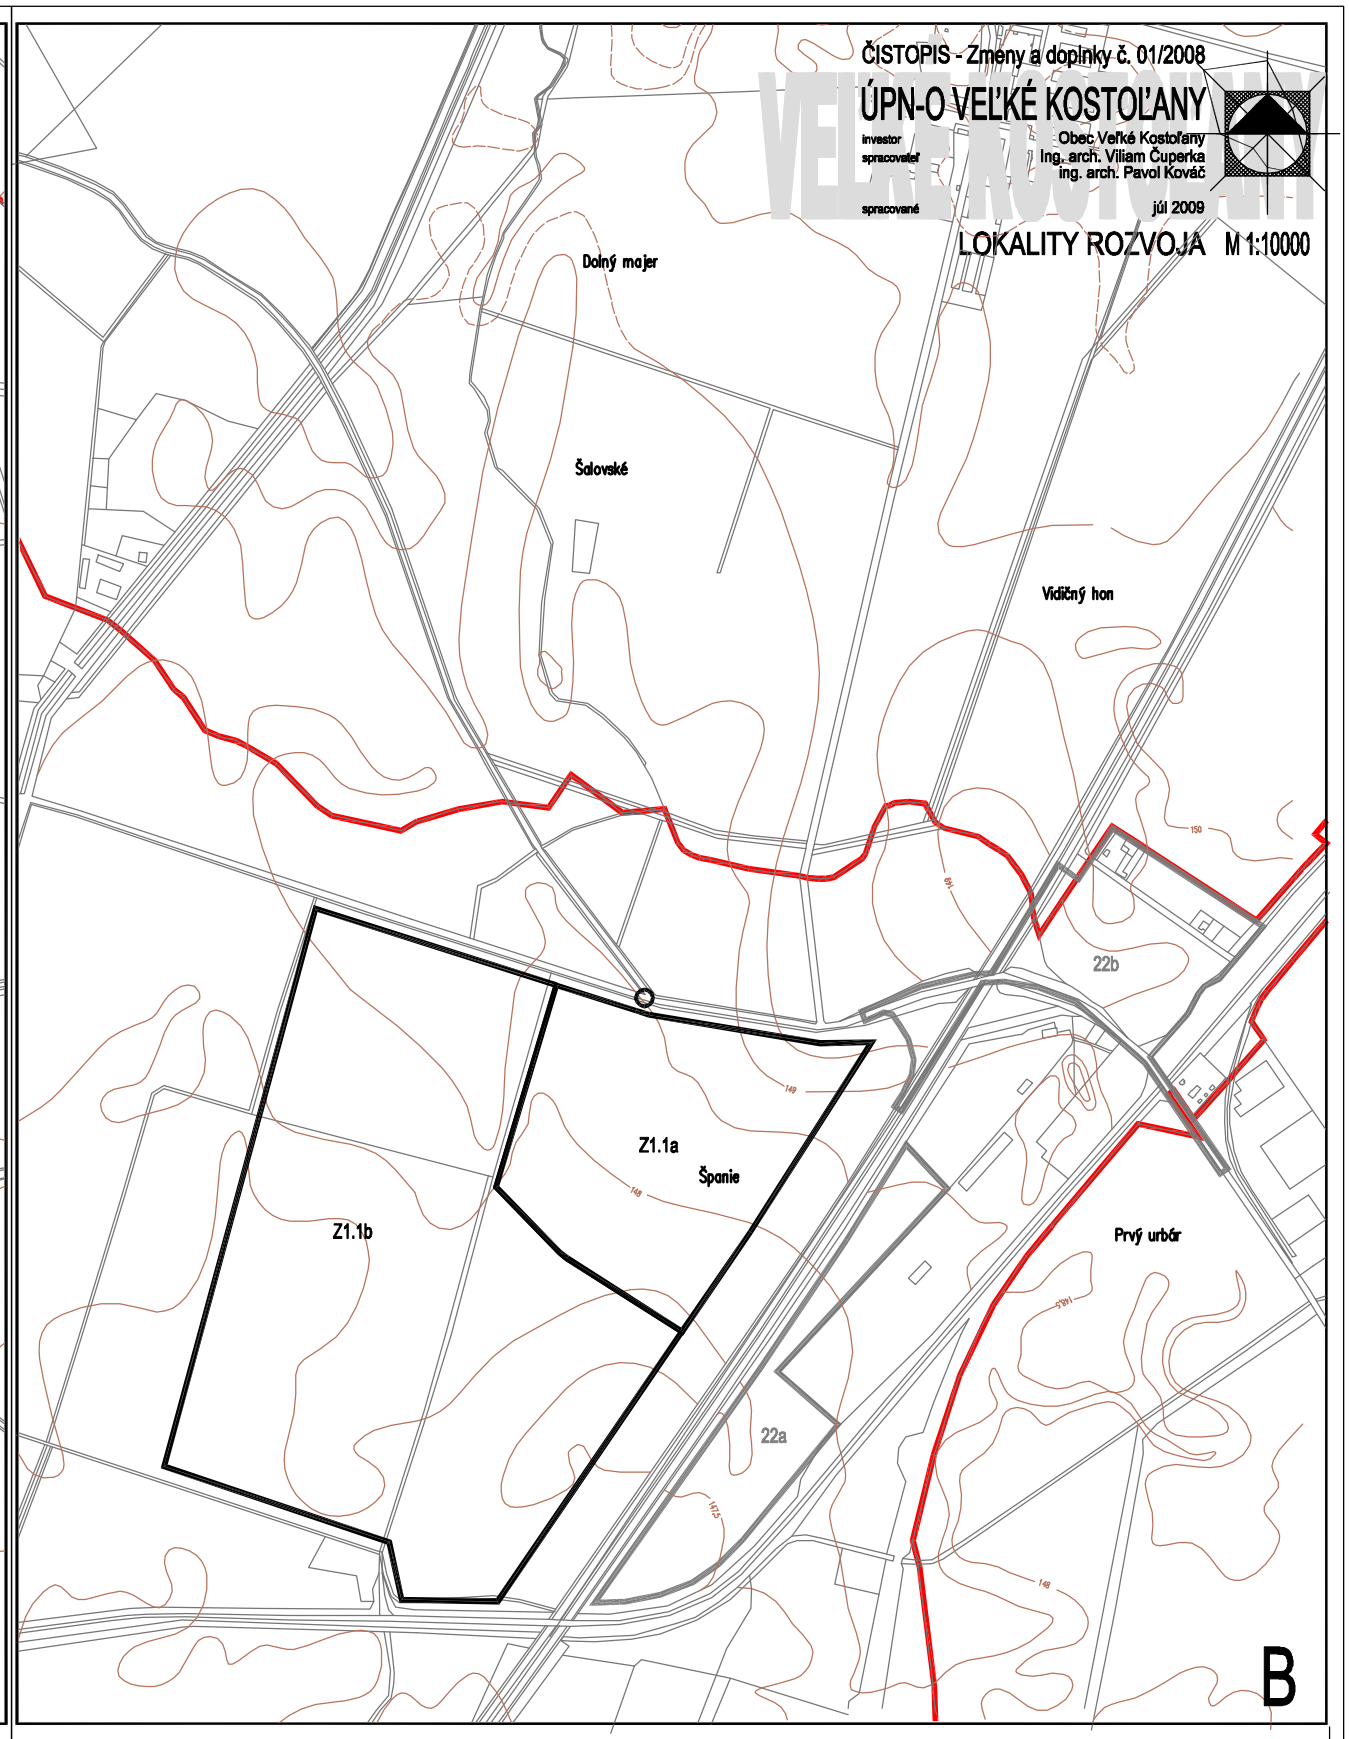 ČISTOPIS - Zmeny a doplnky č. 01/2008
VEĽKÉ KOSTOĽANY
ÚPN-O VEĽKÉ KOSTOĽANY
investor Obec Veľké Kostoľany
spracovateľ Ing. arch. Viliam Čuperka
ing. arch. Pavol Kováč
spracované júl 2009
LOKALITY ROZVOJA M 1:10000
Dolný majer
Šalovské
Vidičný hon
150
149
22b
149
Z1.1a
Španie
148
Z1.1b
Prvý urbár
148,5
22a
147,5
148
B